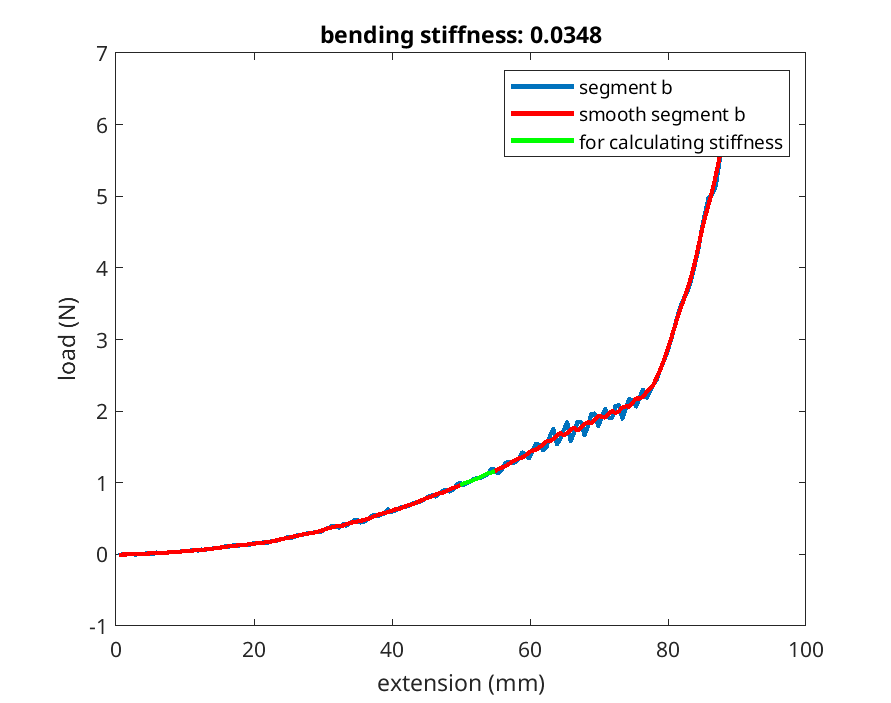 bending stiffness: 0.0348
7
segment b
smooth segment b
for calculating stiffness
6
5
4
3
2
1
0
-1
load (N)
0 20 40 60 80 100
extension (mm)